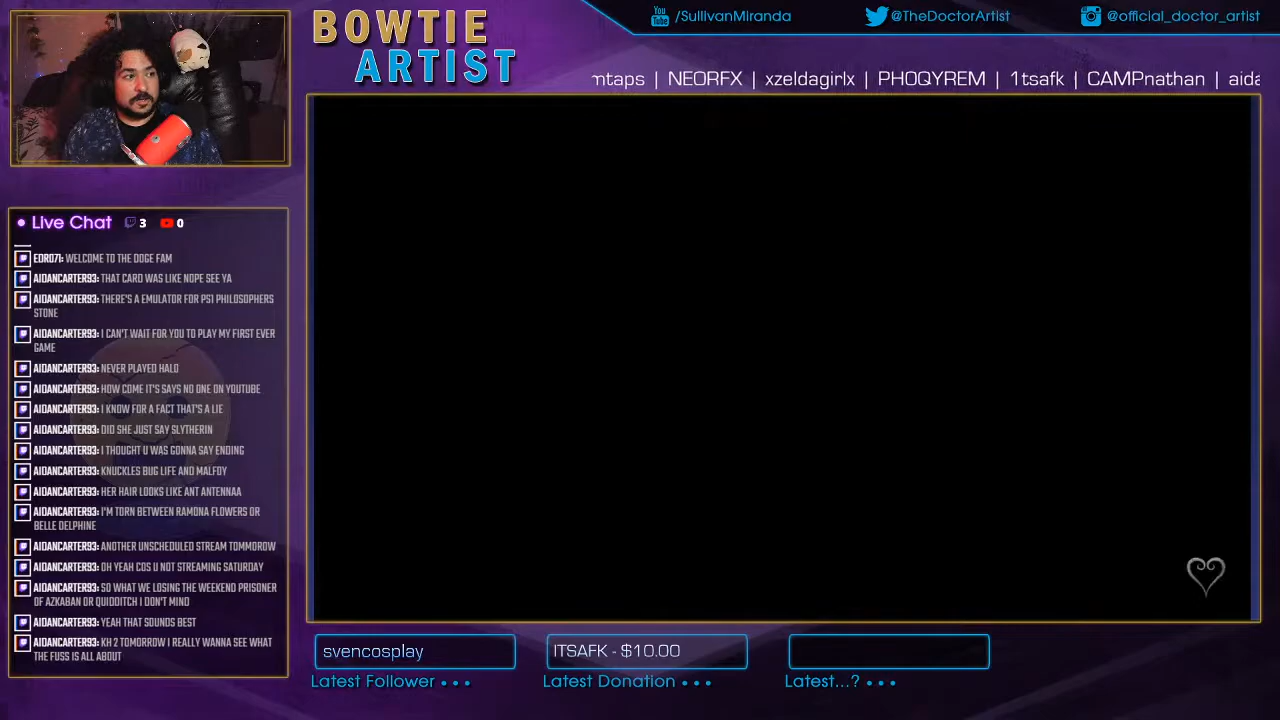 BOWTIE
ARTIST
You Tube /SullivanMiranda
@TheDoctorArtist
@official_doctor_artist
mtaps | NEORFX | xzeldagirlx | PHOQYREM | 1tsafk | CAMPnathan | aida
Live Chat 3 0
EDRO71: WELCOME TO THE DOGE FAM
AIDANCARTER93: THAT CARD WAS LIKE NOPE SEE YA
AIDANCARTER93: THERE'S A EMULATOR FOR PS1 PHILOSOPHERS
STONE
AIDANCARTER93: I CAN'T WAIT FOR YOU TO PLAY MY FIRST EVER
GAME
AIDANCARTER93: NEVER PLAYED HALO
AIDANCARTER93: HOW COME IT'S SAYS NO ONE ON YOUTUBE
AIDANCARTER93: I KNOW FOR A FACT THAT'S A LIE
AIDANCARTER93: DID SHE JUST SAY SLYTHERIN
AIDANCARTER93: I THOUGHT U WAS GONNA SAY ENDING
AIDANCARTER93: KNUCKLES BUG LIFE AND MALFOY
AIDANCARTER93: HER HAIR LOOKS LIKE ANT ANTENNAA
AIDANCARTER93: I'M TORN BETWEEN RAMONA FLOWERS OR
BELLE DELPHINE
AIDANCARTER93: ANOTHER UNSCHEDULED STREAM TOMMOROW
AIDANCARTER93: OH YEAH COS U NOT STREAMING SATURDAY
AIDANCARTER93: SO WHAT WE LOSING THE WEEKEND PRISONER
OF AZKABAN OR QUIDDITCH I DON'T MIND
AIDANCARTER93: YEAH THAT SOUNDS BEST
AIDANCARTER93: KH 2 TOMORROW I REALLY WANNA SEE WHAT
THE FUSS IS ALL ABOUT
svencosplay
Latest Follower • • •
ITSAFK - $10.00
Latest Donation • • •
Latest...? • • •